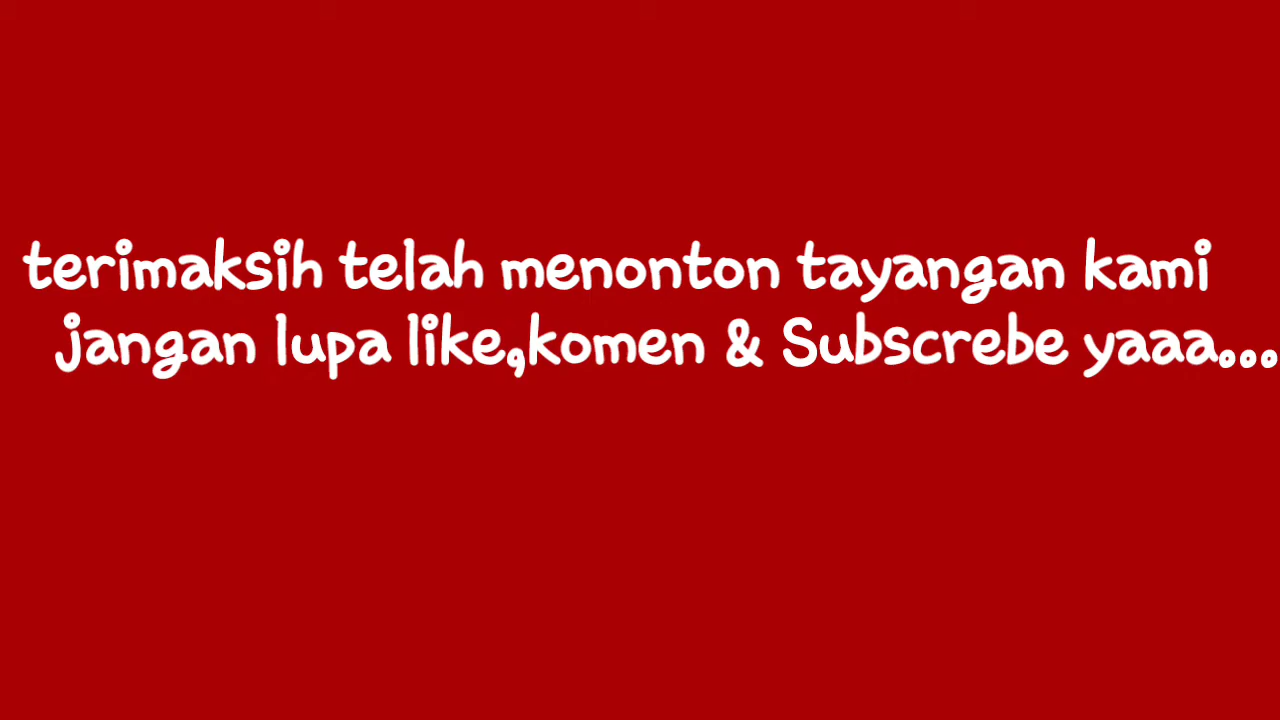 terimaksih telah menonton tayangan kami
jangan lupa like,komen & Subscrebe yaaa...